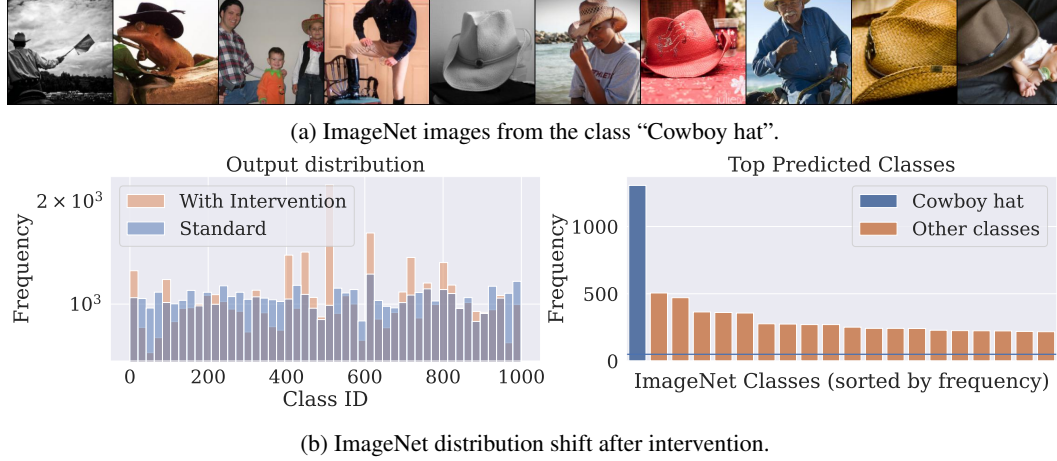 (a) ImageNet images from the class “Cowboy hat”.
Output distribution
With Intervention
Standard
2 × 10³
10³
Frequency
0 200 400 600 800 1000
Class ID
Top Predicted Classes
Cowboy hat
Other classes
1000
500
0
Frequency
ImageNet Classes (sorted by frequency)
(b) ImageNet distribution shift after intervention.